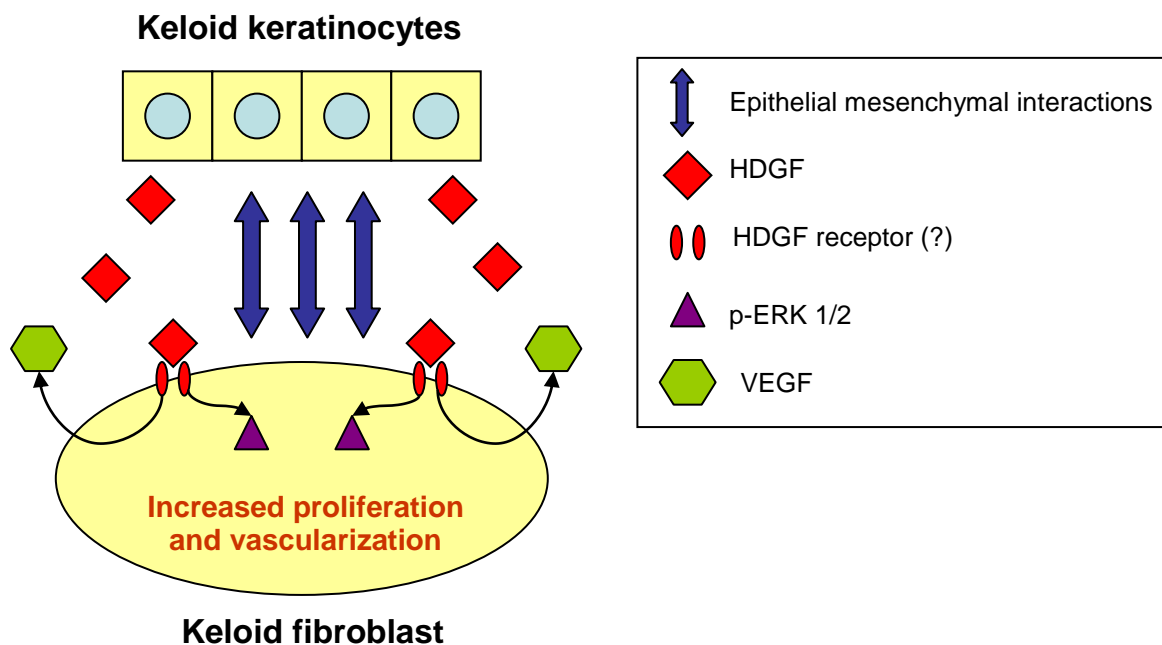 Keloid keratinocytes
Epithelial mesenchymal interactions
HDGF
HDGF receptor (?)
p-ERK 1/2
VEGF
Increased proliferation
and vascularization
Keloid fibroblast